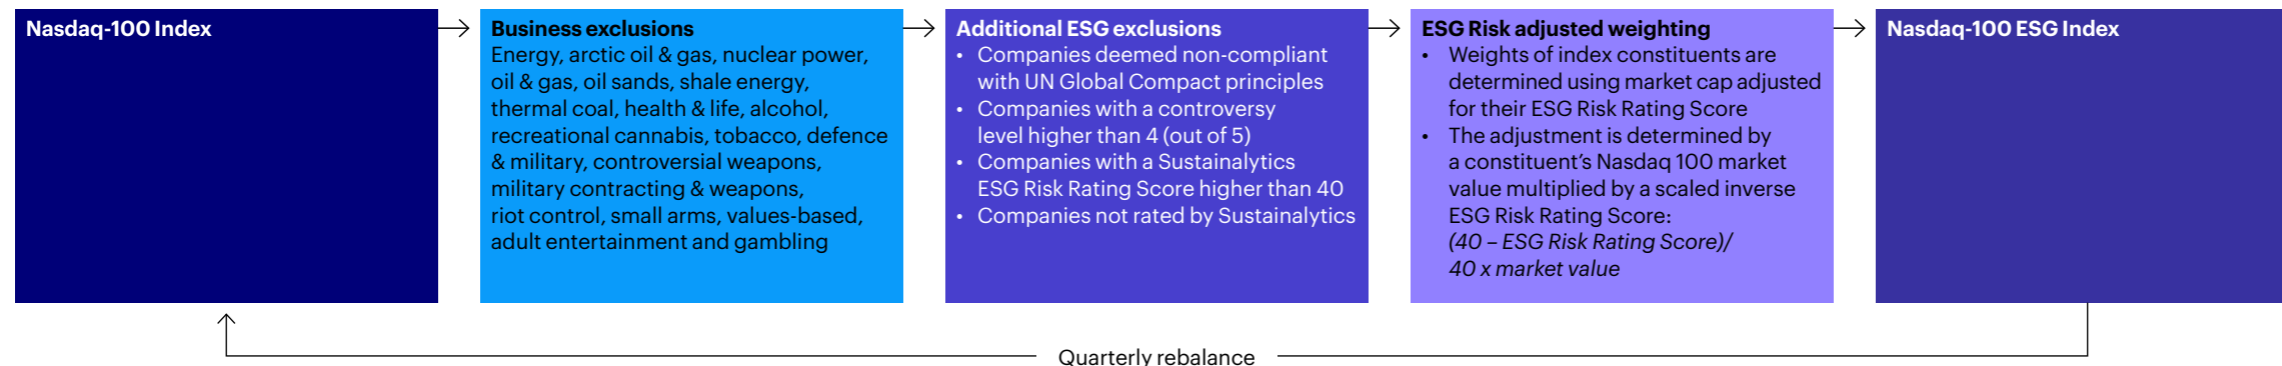 Nasdaq-100 Index
Business exclusions
Energy, arctic oil & gas, nuclear power,
oil & gas, oil sands, shale energy,
thermal coal, health & life, alcohol,
recreational cannabis, tobacco, defence
& military, controversial weapons,
military contracting & weapons,
riot control, small arms, values-based,
adult entertainment and gambling
Additional ESG exclusions
• Companies deemed non-compliant
with UN Global Compact principles
• Companies with a controversy
level higher than 4 (out of 5)
• Companies with a Sustainalytics
ESG Risk Rating Score higher than 40
• Companies not rated by Sustainalytics
ESG Risk adjusted weighting
• Weights of index constituents are
determined using market cap adjusted
for their ESG Risk Rating Score
• The adjustment is determined by
a constituent’s Nasdaq 100 market
value multiplied by a scaled inverse
ESG Risk Rating Score:
(40 – ESG Risk Rating Score)/
40 x market value
Nasdaq-100 ESG Index
Quarterly rebalance